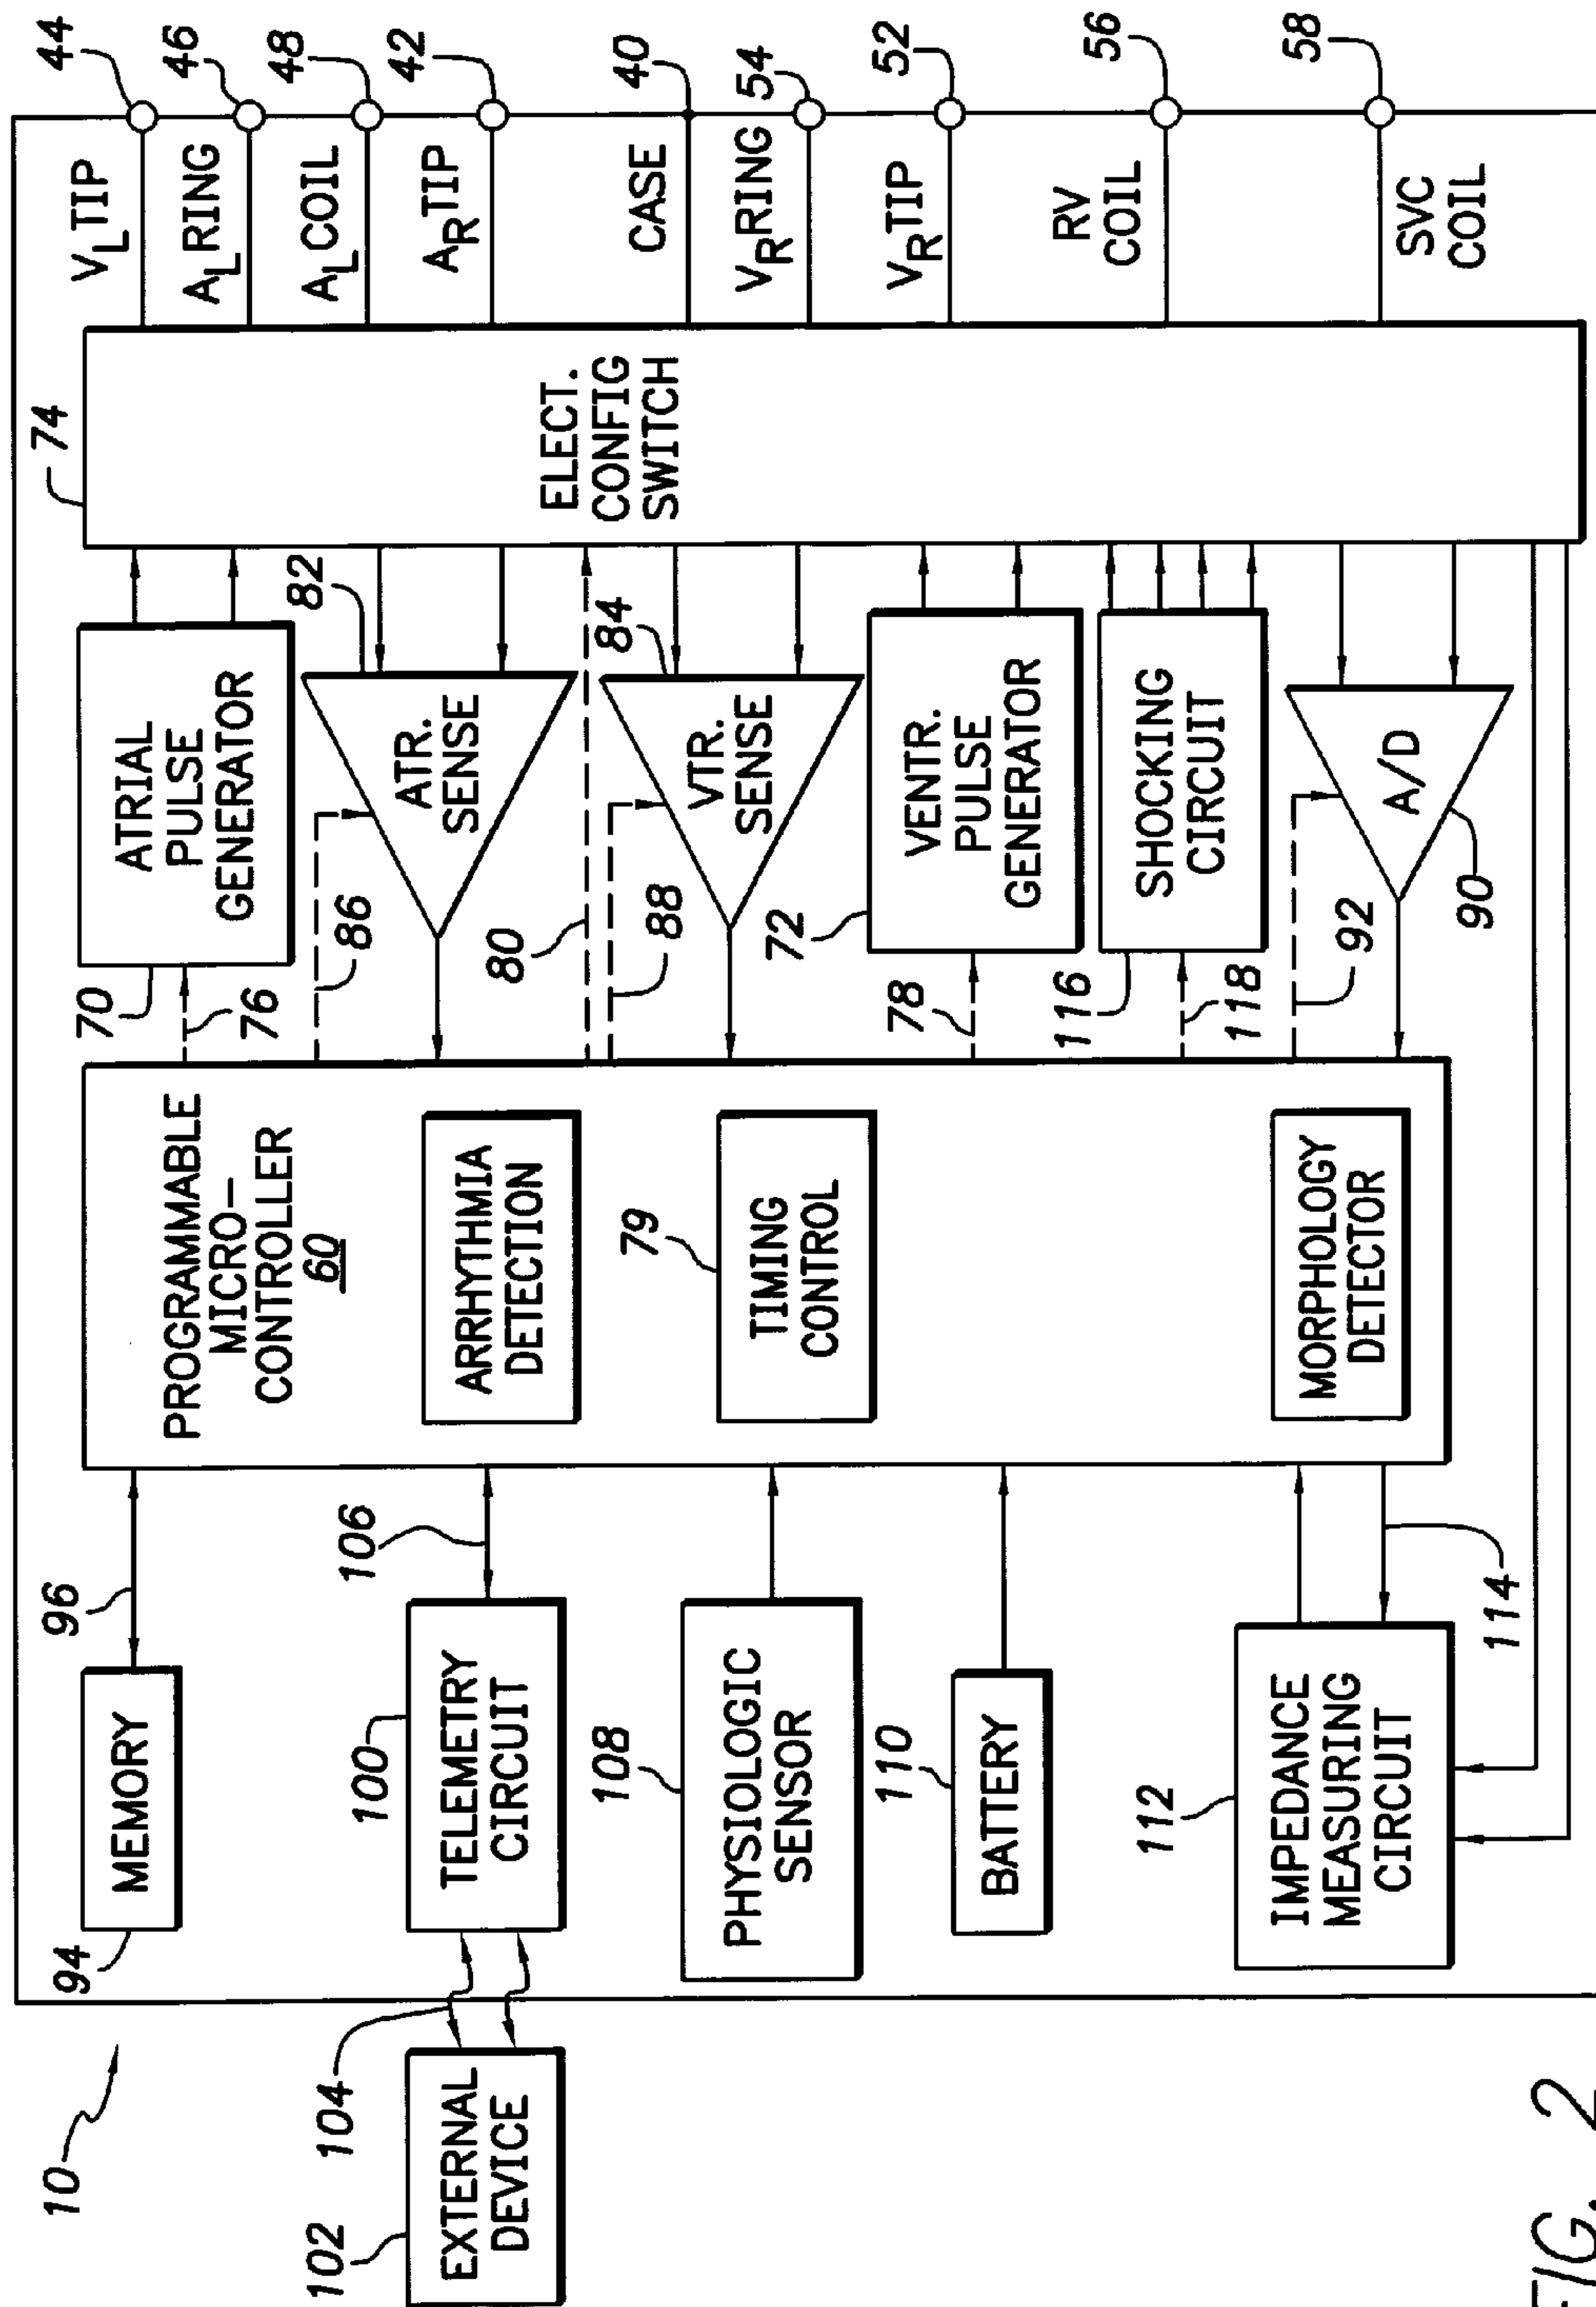 10
44
V_L TIP
46
A_L RING
48
A_L COIL
42
A_R TIP
40
CASE
54
V_R RING
52
V_R TIP
56
RV
COIL
58
SVC
COIL
74
ELECT.
CONFIG
SWITCH
ATRIAL
PULSE
GENERATOR
70
76
82
ATR.
SENSE
86
80
84
VTR.
SENSE
88
72
VENTR.
PULSE
GENERATOR
78
SHOCKING
CIRCUIT
116
118
A/D
92
90
PROGRAMMABLE
MICRO–
CONTROLLER
60
ARRHYTHMIA
DETECTION
79
TIMING
CONTROL
MORPHOLOGY
DETECTOR
96
MEMORY
94
106
TELEMETRY
CIRCUIT
100
104
EXTERNAL
DEVICE
102
PHYSIOLOGIC
SENSOR
108
BATTERY
110
IMPEDANCE
MEASURING
CIRCUIT
112
114
FIG. 2